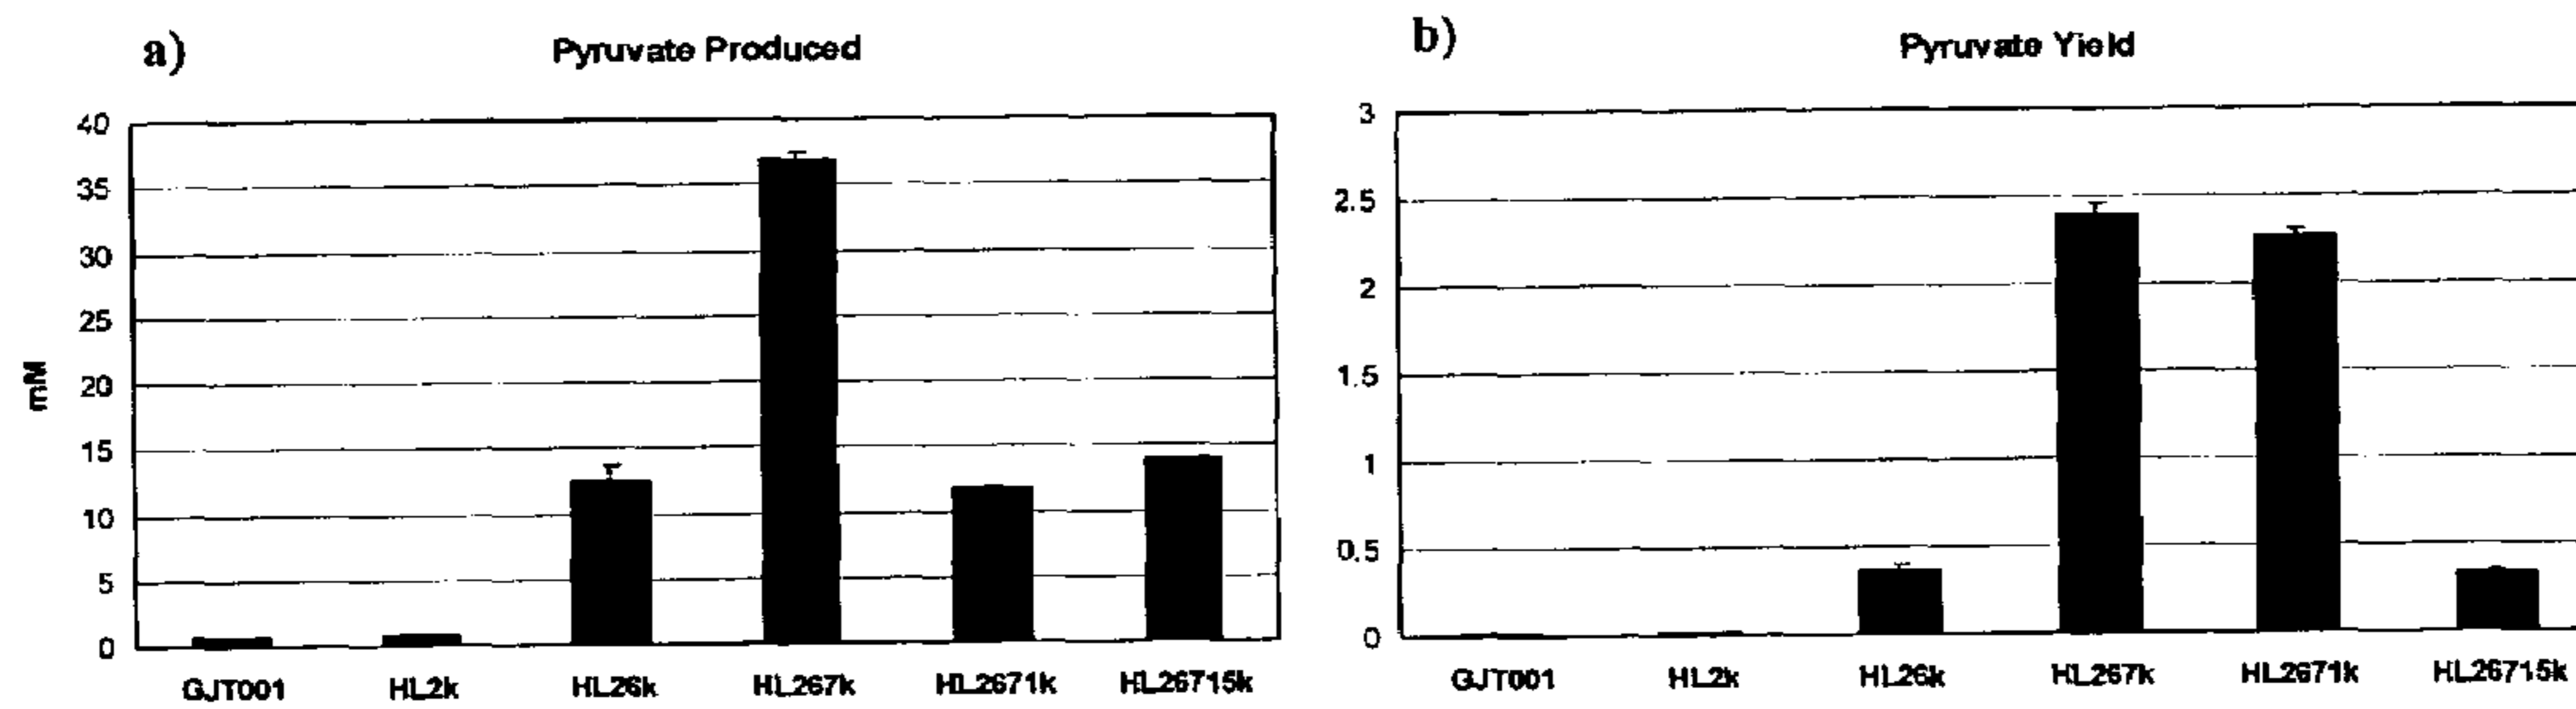 a)
Pyruvate Produced
40
35
30
25
20
15
10
5
0
mM
GJT001 HL2k HL26k HL267k HL2671k HL26715k
b)
Pyruvate Yield
3
2.5
2
1.5
1
0.5
0
GJT001 HL2k HL26k HL267k HL2671k HL26715k